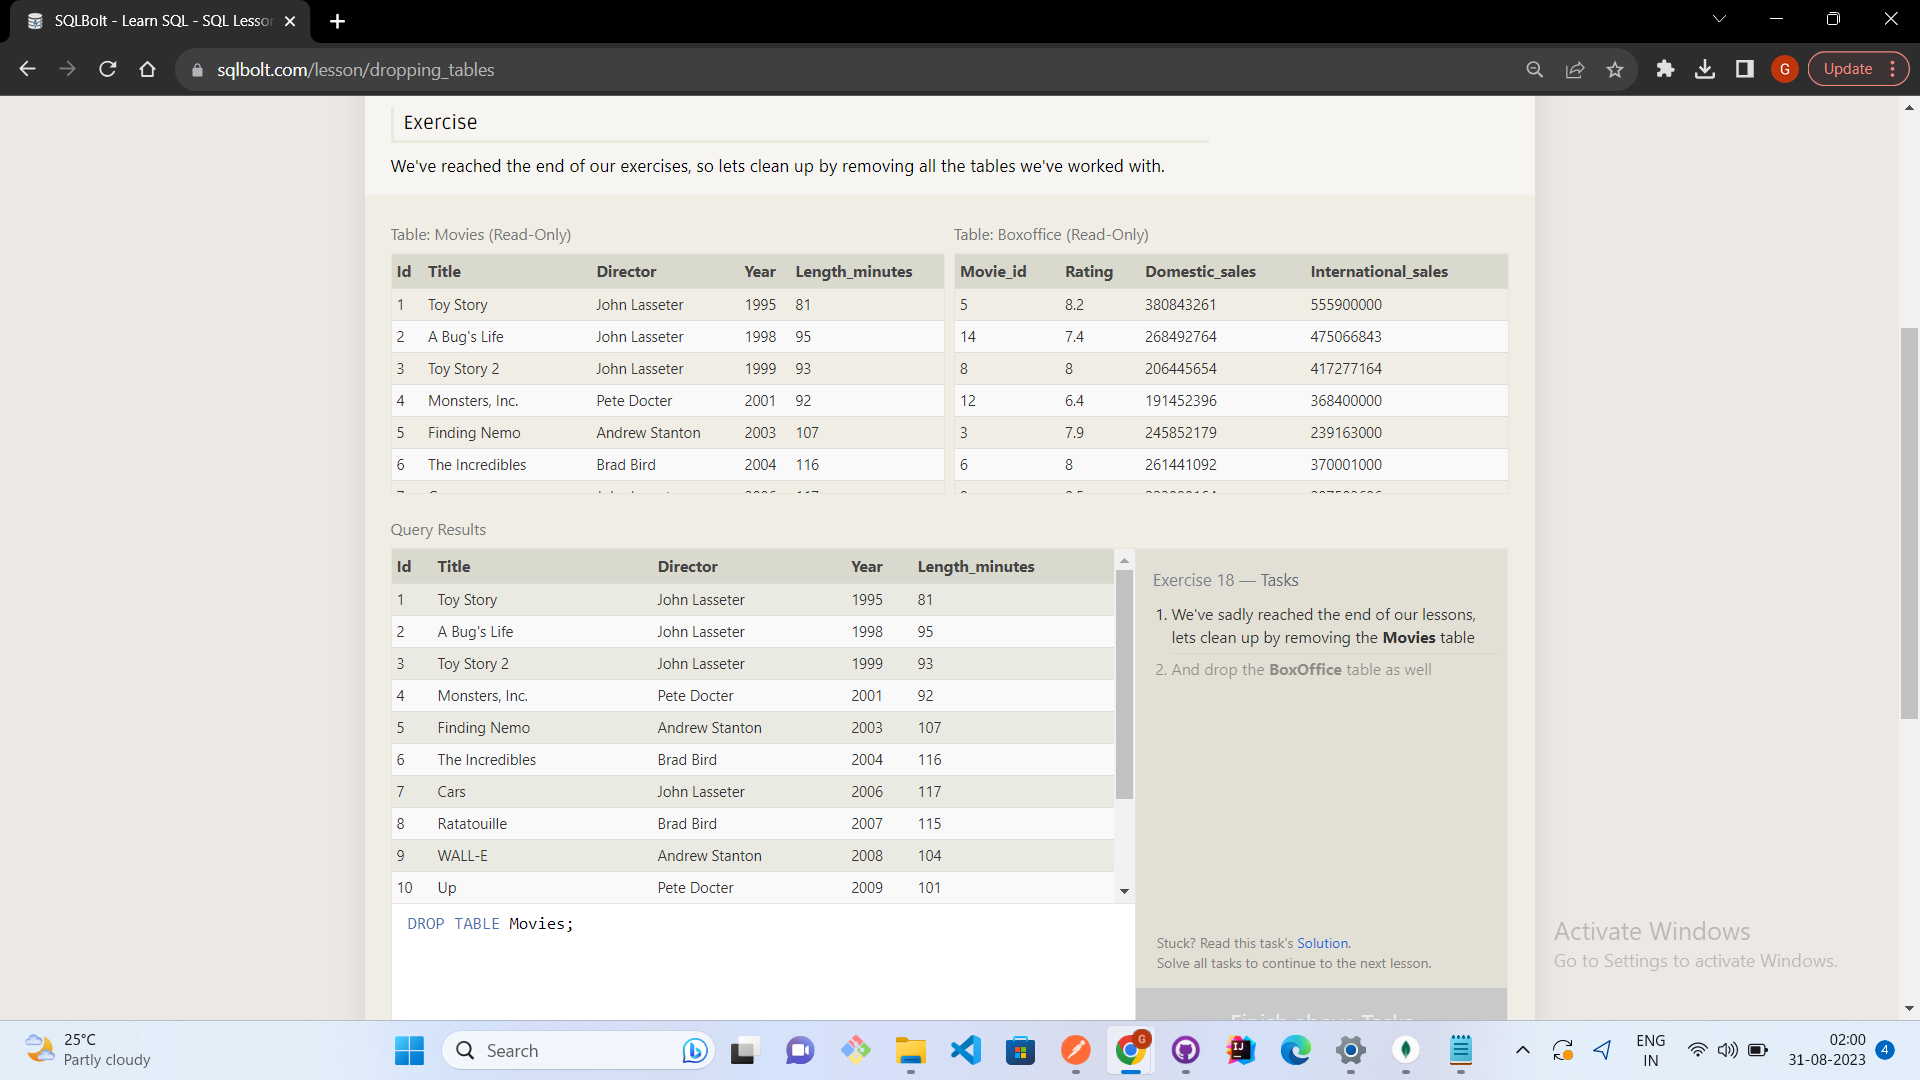 SQLBolt - Learn SQL - SQL Lesson
sqlbolt.com/lesson/dropping_tables
G
Update
Exercise
We've reached the end of our exercises, so lets clean up by removing all the tables we've worked with.
Table: Movies (Read-Only)
Id Title Director Year Length_minutes
1 Toy Story John Lasseter 1995 81
2 A Bug's Life John Lasseter 1998 95
3 Toy Story 2 John Lasseter 1999 93
4 Monsters, Inc. Pete Docter 2001 92
5 Finding Nemo Andrew Stanton 2003 107
6 The Incredibles Brad Bird 2004 116
Table: Boxoffice (Read-Only)
Movie_id Rating Domestic_sales International_sales
5 8.2 380843261 555900000
14 7.4 268492764 475066843
8 8 206445654 417277164
12 6.4 191452396 368400000
3 7.9 245852179 239163000
6 8 261441092 370001000
Query Results
Id Title Director Year Length_minutes
1 Toy Story John Lasseter 1995 81
2 A Bug's Life John Lasseter 1998 95
3 Toy Story 2 John Lasseter 1999 93
4 Monsters, Inc. Pete Docter 2001 92
5 Finding Nemo Andrew Stanton 2003 107
6 The Incredibles Brad Bird 2004 116
7 Cars John Lasseter 2006 117
8 Ratatouille Brad Bird 2007 115
9 WALL-E Andrew Stanton 2008 104
10 Up Pete Docter 2009 101
DROP TABLE Movies;
Exercise 18 — Tasks
1. We've sadly reached the end of our lessons,
lets clean up by removing the Movies table
2. And drop the BoxOffice table as well
Stuck? Read this task's Solution.
Solve all tasks to continue to the next lesson.
Finish above Tasks
Activate Windows
Go to Settings to activate Windows.
25°C
Partly cloudy
Search
G
IJ
ENG
IN
02:00
31-08-2023
4